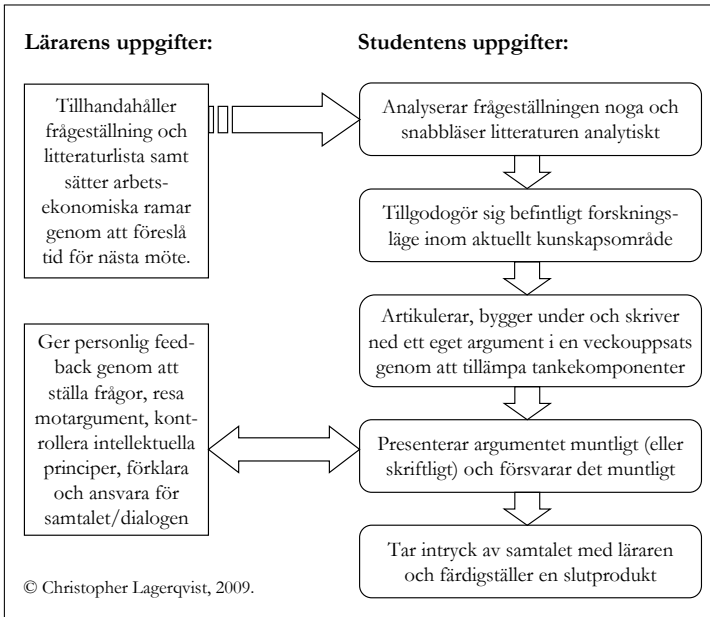 Lärarens uppgifter:
Tillhandahåller
frågeställning och
litteraturlista samt
sätter arbets-
ekonomiska ramar
genom att föreslå
tid för nästa möte.
Ger personlig feed-
back genom att
ställa frågor, resa
motargument, kont-
rollera intellektuella
principer, förklara
och ansvara för
samtalet/dialogen
© Christopher Lagerqvist, 2009.
Studentens uppgifter:
Analyserar frågeställningen noga och
snabbläser litteraturen analytiskt
Tillgodogör sig befintligt forsknings-
läge inom aktuellt kunskapsområde
Artikulerar, bygger under och skriver
ned ett eget argument i en veckouppsats
genom att tillämpa tankekomponenter
Presenterar argumentet muntligt (eller
skriftligt) och försvarar det muntligt
Tar intryck av samtalet med läraren
och färdigställer en slutprodukt